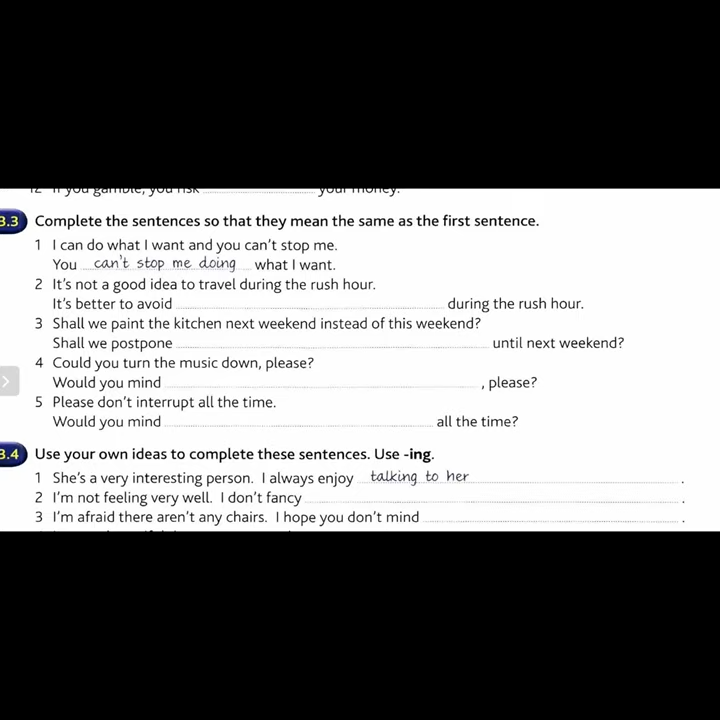 your money.
3.3 Complete the sentences so that they mean the same as the first sentence.
1 I can do what I want and you can't stop me.
You can't stop me doing what I want.
2 It's not a good idea to travel during the rush hour.
It's better to avoid ........ during the rush hour.
3 Shall we paint the kitchen next weekend instead of this weekend?
Shall we postpone ........ until next weekend?
4 Could you turn the music down, please?
Would you mind ........ , please?
5 Please don't interrupt all the time.
Would you mind ........ all the time?
3.4 Use your own ideas to complete these sentences. Use -ing.
1 She's a very interesting person. I always enjoy talking to her .
2 I'm not feeling very well. I don't fancy ........ .
3 I'm afraid there aren't any chairs. I hope you don't mind ........ .